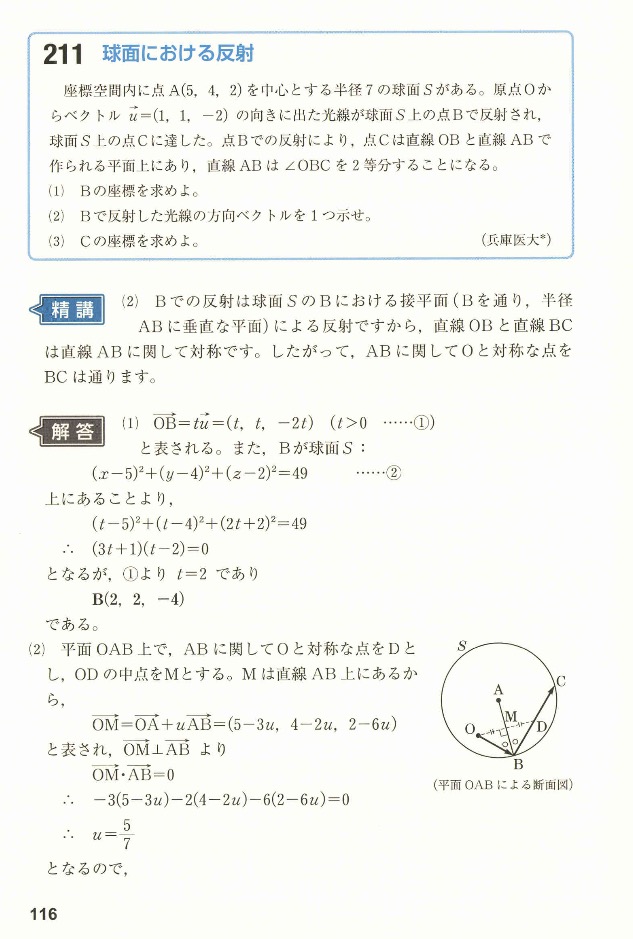 211 球面における反射
座標空間内に点 A(5, 4, 2) を中心とする半径 7 の球面 S がある。原点 O か
らベクトル u→=(1, 1, −2) の向きに出た光線が球面 S 上の点 B で反射され,
球面 S 上の点 C に達した。点 B での反射により, 点 C は直線 OB と直線 AB で
作られる平面上にあり, 直線 AB は ∠OBC を 2 等分することになる。
(1) B の座標を求めよ。
(2) B で反射した光線の方向ベクトルを 1 つ示せ。
(3) C の座標を求めよ。 (兵庫医大*)
精講 (2) B での反射は球面 S の B における接平面 (B を通り, 半径
AB に垂直な平面) による反射ですから, 直線 OB と直線 BC
は直線 AB に関して対称です。したがって, AB に関して O と対称な点を
BC は通ります。
解答 (1) OB→=tu→=(t, t, −2t) (t>0 ……①)
と表される。また, B が球面 S:
(x−5)²+(y−4)²+(z−2)²=49 ……②
上にあることより,
(t−5)²+(t−4)²+(2t+2)²=49
∴ (3t+1)(t−2)=0
となるが, ①より t=2 であり
B(2, 2, −4)
である。
(2) 平面 OAB 上で, AB に関して O と対称な点を D と
し, OD の中点を M とする。M は直線 AB 上にあるか
ら,
OM→=OA→+uAB→=(5−3u, 4−2u, 2−6u)
と表され, OM→⊥AB→ より
OM→・AB→=0
∴ −3(5−3u)−2(4−2u)−6(2−6u)=0
∴ u=5/7
となるので,
S
A
C
M
O
D
B
(平面 OAB による断面図)
116